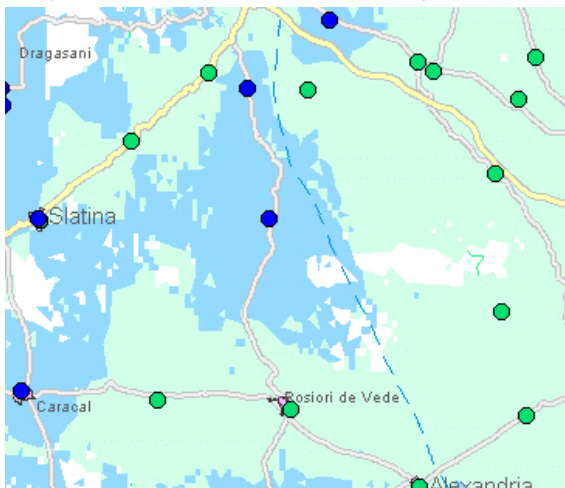 Dragasani
Slatina
Rosiori de Vede
Caracal
Alexandria